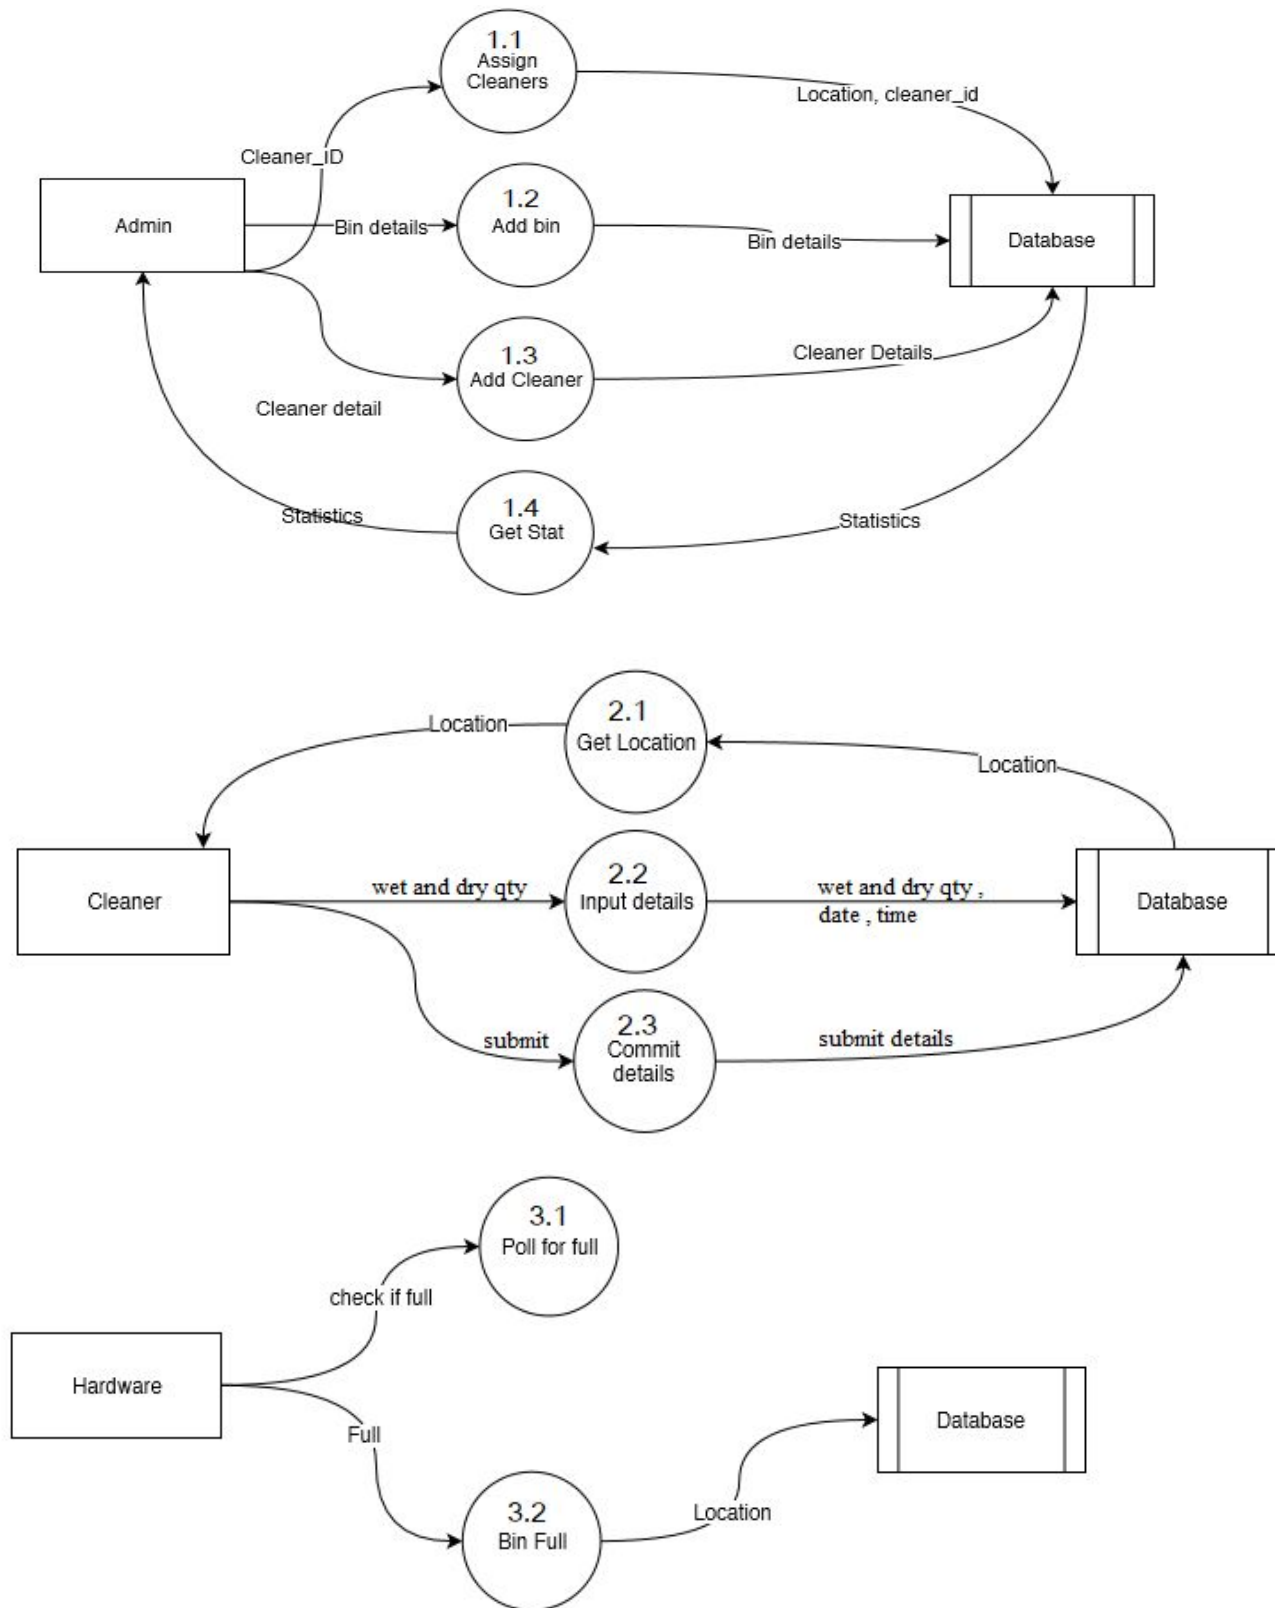 1.1
Assign
Cleaners
Location, cleaner_id
Cleaner_ID
Admin
Bin details
1.2
Add bin
Bin details
Database
1.3
Add Cleaner
Cleaner Details
Cleaner detail
Statistics
1.4
Get Stat
Statistics
2.1
Get Location
Location
Location
Cleaner
wet and dry qty
2.2
Input details
wet and dry qty ,
date , time
Database
submit
2.3
Commit
details
submit details
3.1
Poll for full
check if full
Hardware
Full
Database
3.2
Bin Full
Location